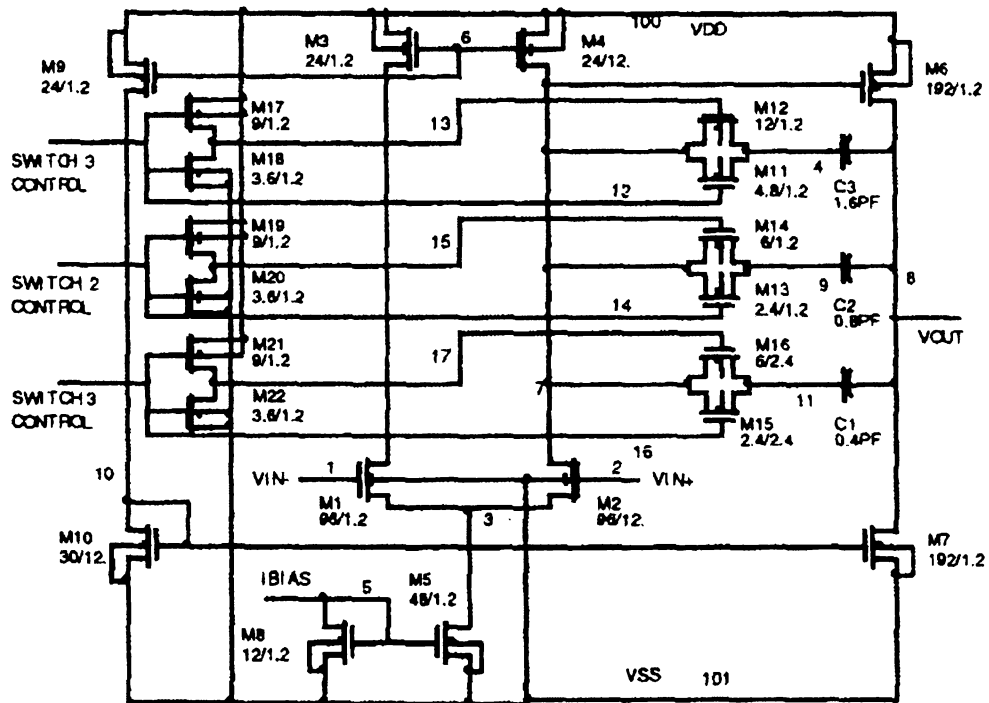 100 VDD
6
M3
24/1.2
M4
24/12.
M9
24/1.2
M6
192/1.2
M17
9/1.2
13
M12
12/1.2
SWITCH 3
CONTROL
M18
3.6/1.2
12
M11
4.8/1.2
4
C3
1.6PF
M19
9/1.2
15
M14
6/1.2
SWITCH 2
CONTROL
M20
3.6/1.2
14
M13
2.4/1.2
9
C2
0.8PF
8
VOUT
M21
9/1.2
17
M16
6/2.4
7
SWITCH 3
CONTROL
M22
3.6/1.2
16
M15
2.4/2.4
11
C1
0.4PF
10
VIN-
1
2
VIN+
M1
96/1.2
3
M2
96/12.
M10
30/12.
M7
192/1.2
IBIAS
5
M5
48/1.2
M8
12/1.2
VSS 101